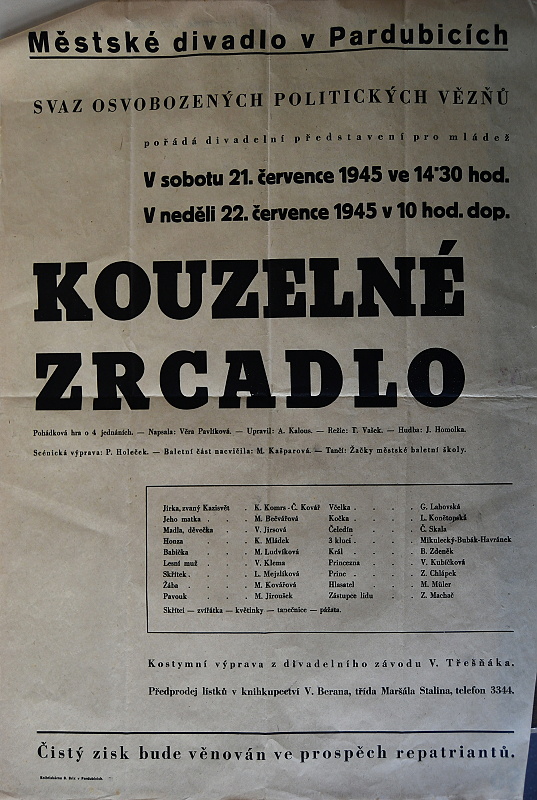 Městské divadlo v Pardubicích
SVAZ OSVOBOZENÝCH POLITICKÝCH VĚZŇŮ
pořádá divadelní představení pro mládež
V sobotu 21. července 1945 ve 14˙30 hod.
V neděli 22. července 1945 v 10 hod. dop.
KOUZELNÉ
ZRCADLO
Pohádková hra o 4 jednáních. — Napsala: Věra Pavlíková. — Upravil: A. Kalous. — Režie: T. Vašek. — Hudba: J. Homolka.
Scénická výprava: P. Holeček. — Baletní část nacvičila: M. Kašparová. — Tančí: Žačky městské baletní školy.
Jirka, zvaný Kazisvět . K. Komrs - Č. Kovář Včelka . . . . G. Labovská
Jeho matka . . . M. Bečvářová Kočka . . . . L. Konětopská
Madla, děvečka . . V. Jirsová Čeledín . . . Č. Skala
Honza . . . . K. Mládek 3 kluci . . . Mikulecký-Bubák-Havránek
Babička . . . M. Ludvíková Král . . . . B. Zdeněk
Lesní muž . . . V. Klema Princezna . . . V. Kubíčková
Skřítek . . . . L. Mejzlíková Princ . . . . Z. Chlápek
Žába . . . . M. Kovářová Hlasatel . . . M. Müler
Pavouk . . . . M. Jiroušek Zástupce lidu . . Z. Machač
Skřítci — zvířátka — květinky — tanečnice — pážata.
Kostymní výprava z divadelního závodu V. Třešňáka.
Předprodej lístků v knihkupectví V. Berana, třída Maršála Stalina, telefon 3344.
Čistý zisk bude věnován ve prospěch repatriantů.
v Pardubicích.